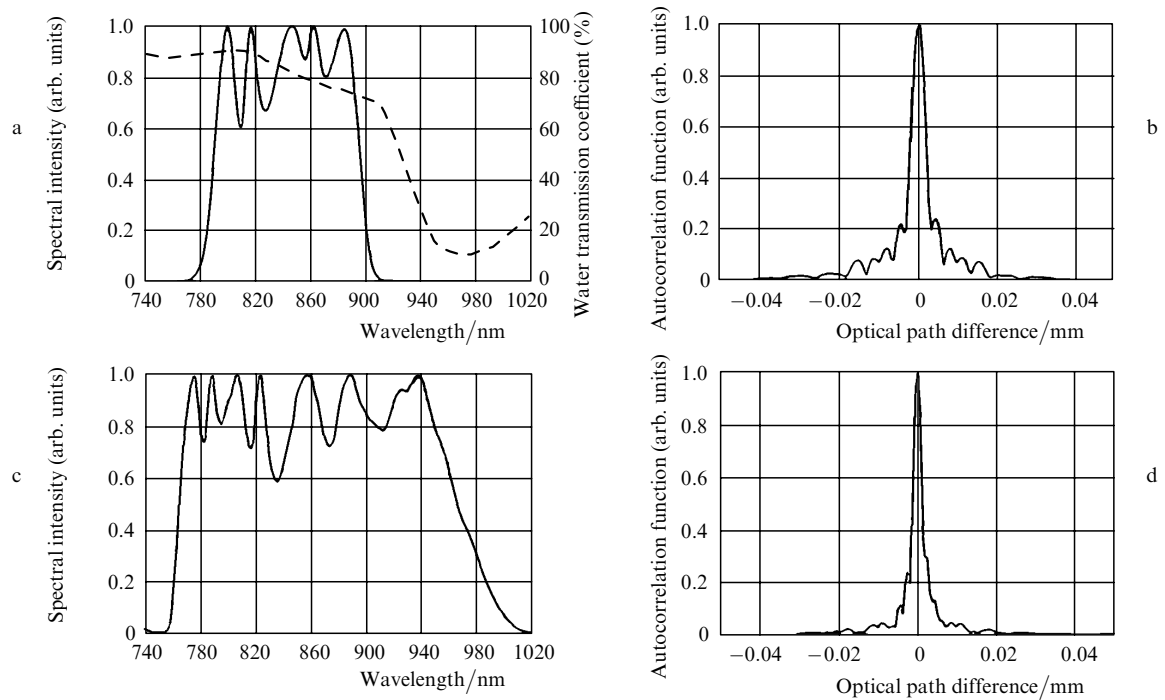 a
Spectral intensity (arb. units)
1.0
0.8
0.6
0.4
0.2
0
740 780 820 860 900 940 980 1020
Wavelength/nm
100
80
60
40
20
0
Water transmission coefficient (%)
b
Autocorrelation function (arb. units)
1.0
0.8
0.6
0.4
0.2
0
−0.04 −0.02 0 0.02 0.04
Optical path difference/mm
c
Spectral intensity (arb. units)
1.0
0.8
0.6
0.4
0.2
0
740 780 820 860 900 940 980 1020
Wavelength/nm
d
Autocorrelation function (arb. units)
1.0
0.8
0.6
0.4
0.2
0
−0.04 −0.02 0 0.02 0.04
Optical path difference/mm